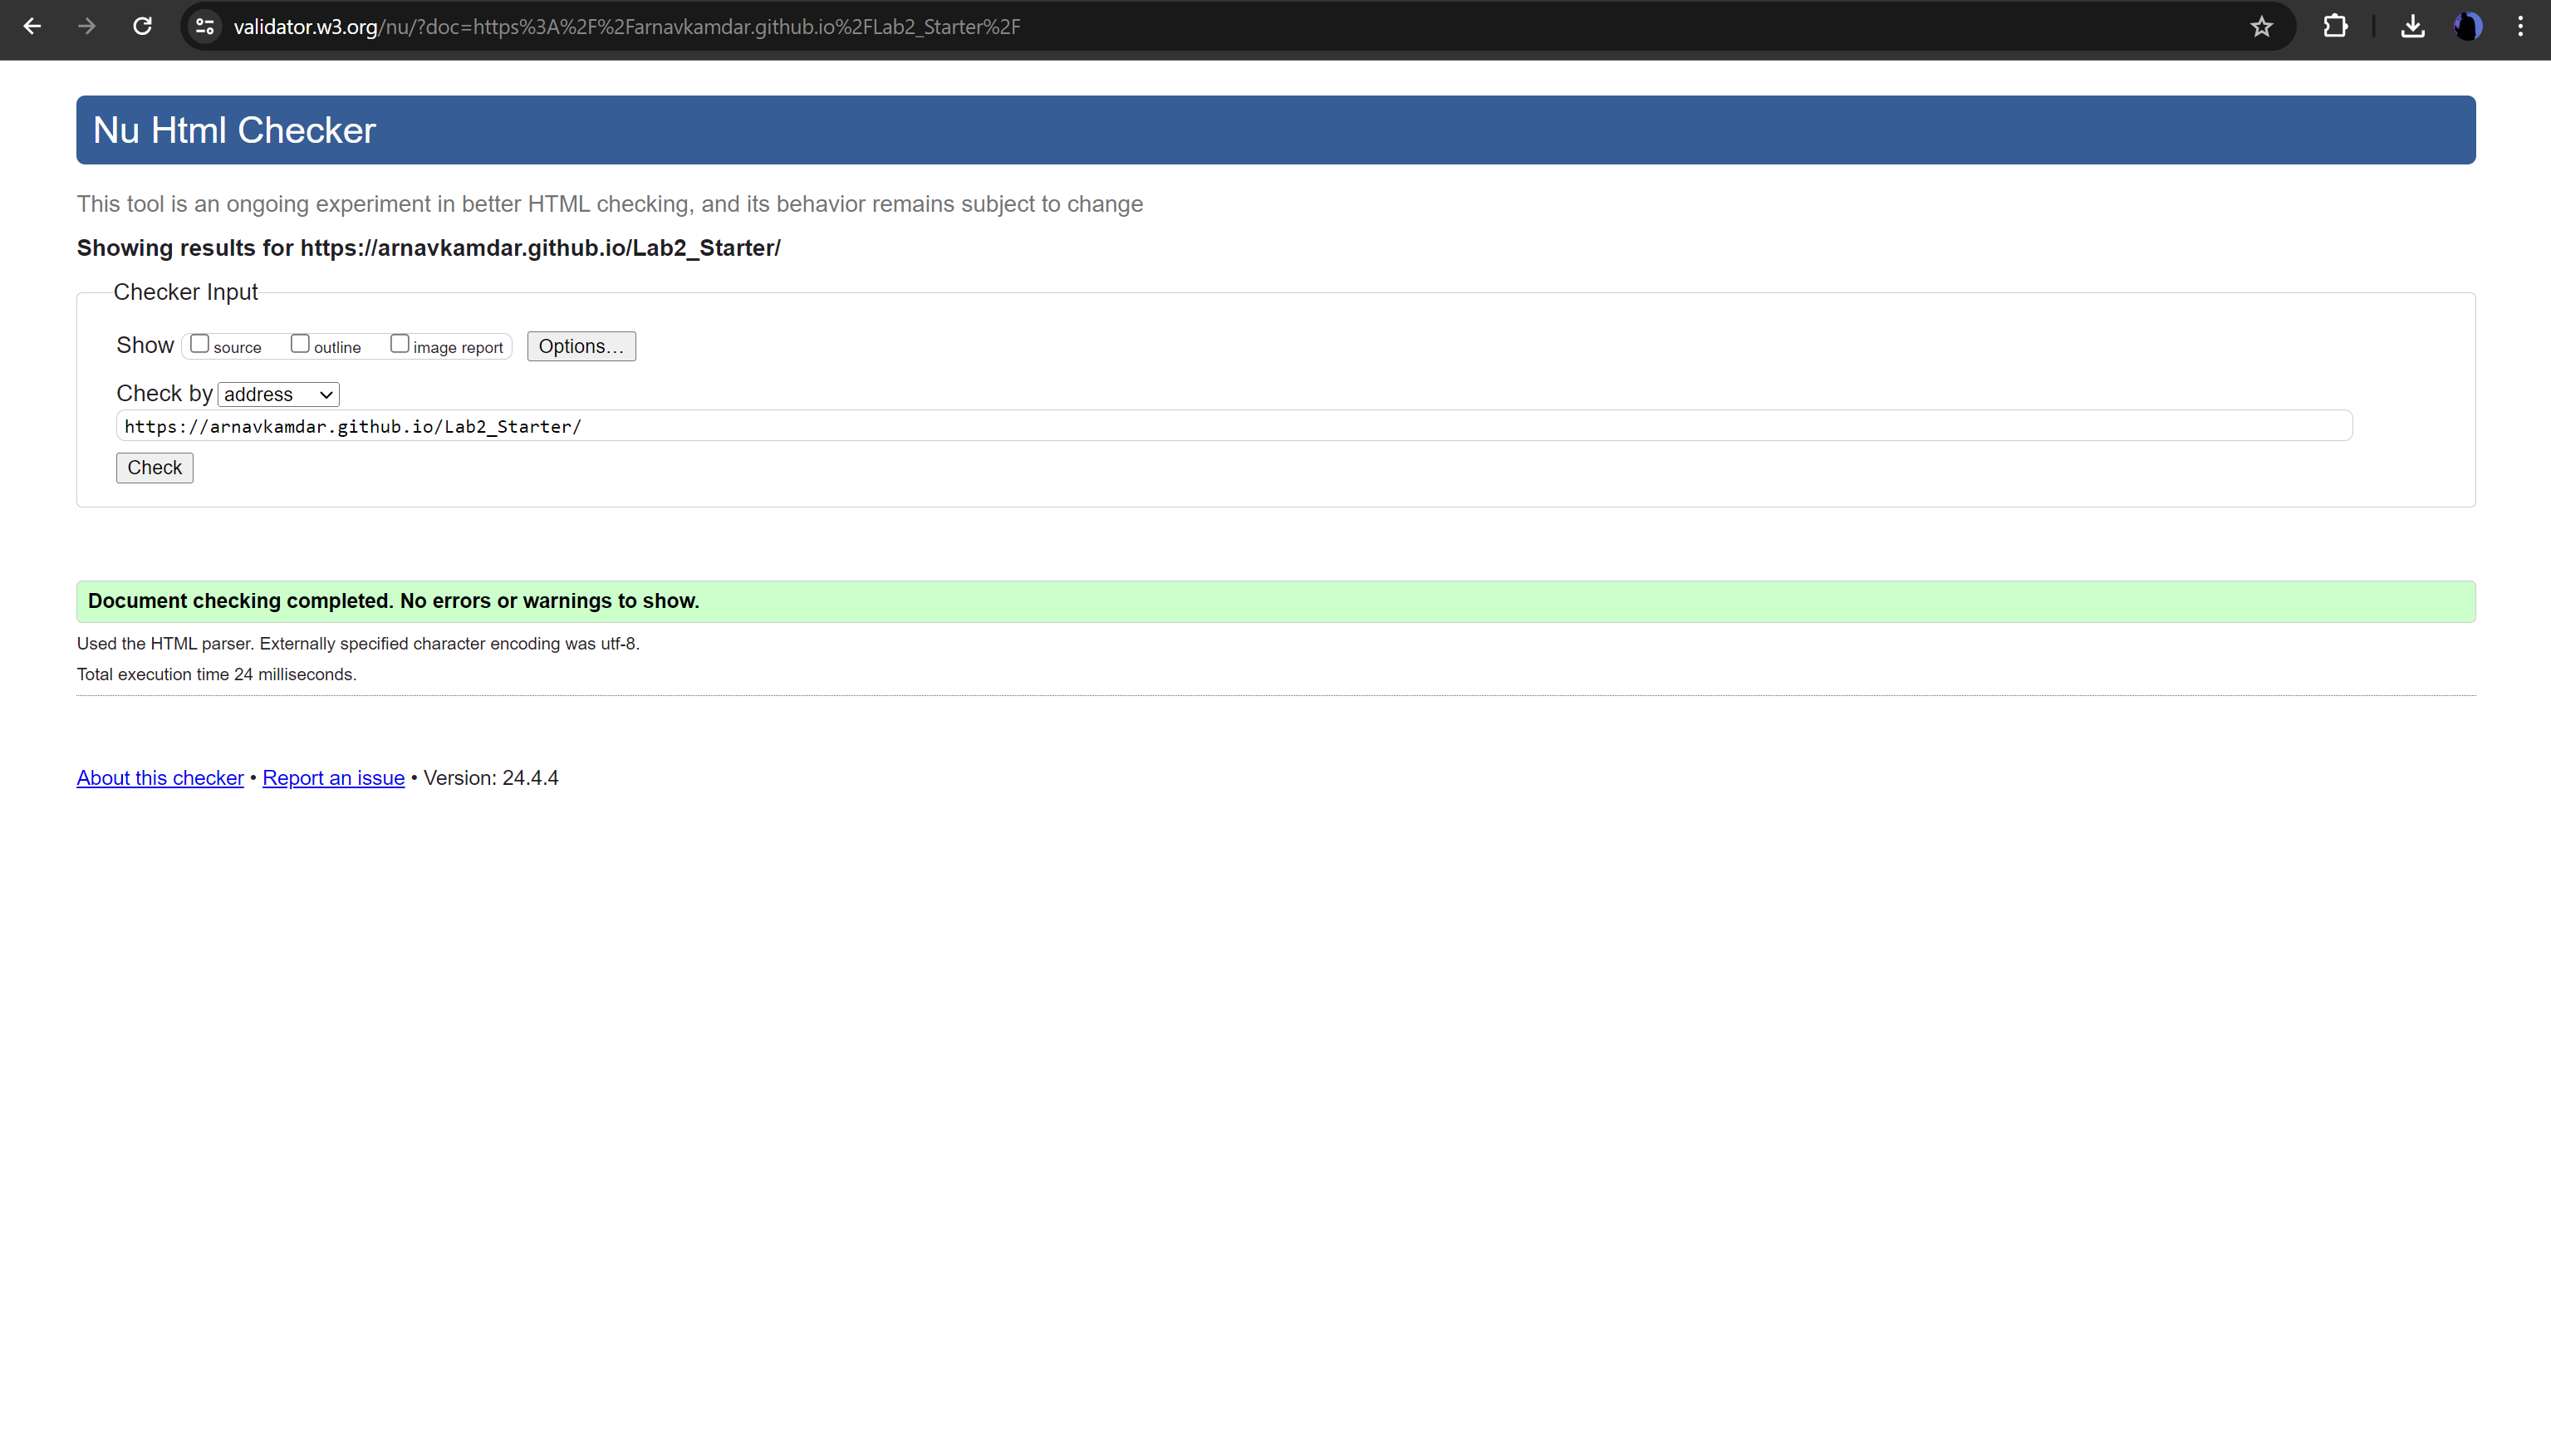 validator.w3.org/nu/?doc=https%3A%2F%2Farnavkamdar.github.io%2FLab2_Starter%2F
Nu Html Checker
This tool is an ongoing experiment in better HTML checking, and its behavior remains subject to change
Showing results for https://arnavkamdar.github.io/Lab2_Starter/
Checker Input
Show source outline image report Options...
Check by address
https://arnavkamdar.github.io/Lab2_Starter/
Check
Document checking completed. No errors or warnings to show.
Used the HTML parser. Externally specified character encoding was utf-8.
Total execution time 24 milliseconds.
About this checker • Report an issue • Version: 24.4.4